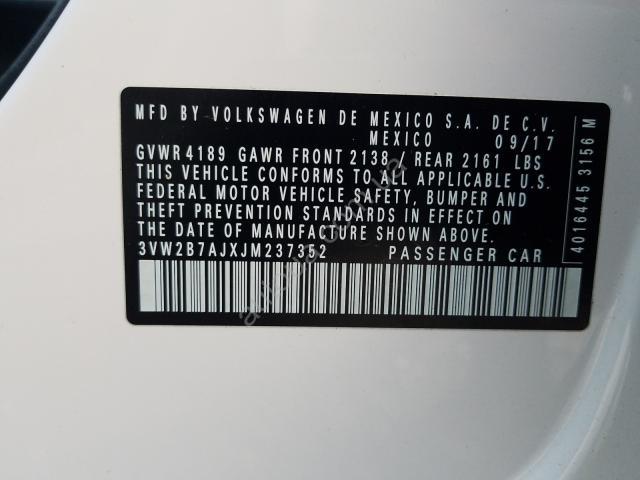 MFD BY VOLKSWAGEN DE MEXICO S.A. DE C.V.
MEXICO 09/17
GVWR 4189 GAWR FRONT 2138 / REAR 2161 LBS
THIS VEHICLE CONFORMS TO ALL APPLICABLE U.S.
FEDERAL MOTOR VEHICLE SAFETY, BUMPER AND
THEFT PREVENTION STANDARDS IN EFFECT ON
THE DATE OF MANUFACTURE:
3VW2B7AJXJM237352 PASSENGER CAR
4016445 3156 M